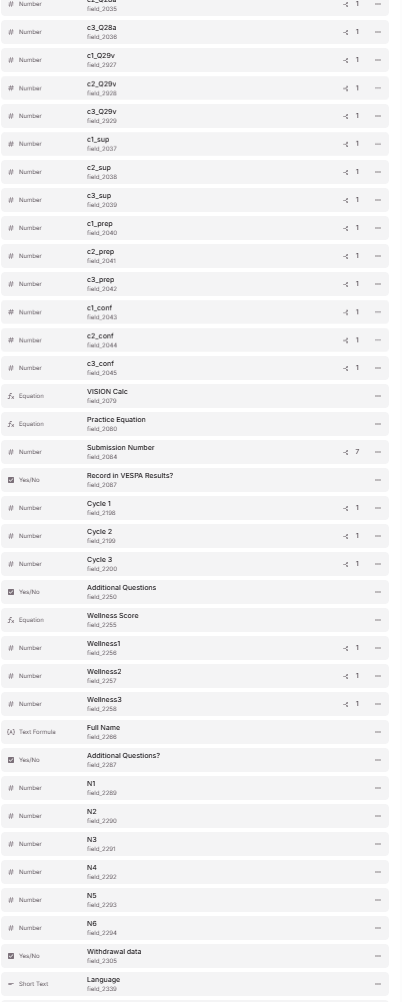 # Number
field_2035
1
# Number
c3_Q28a
field_2036
1
# Number
c1_Q29v
field_2927
1
# Number
c2_Q29v
field_2928
1
# Number
c3_Q29v
field_2929
1
# Number
c1_sup
field_2037
1
# Number
c2_sup
field_2038
1
# Number
c3_sup
field_2039
1
# Number
c1_prep
field_2040
1
# Number
c2_prep
field_2041
1
# Number
c3_prep
field_2042
1
# Number
c1_conf
field_2043
1
# Number
c2_conf
field_2044
1
# Number
c3_conf
field_2045
1
Equation
VISION Calc
field_2079
Equation
Practice Equation
field_2080
# Number
Submission Number
field_2084
7
Yes/No
Record in VESPA Results?
field_2087
# Number
Cycle 1
field_2198
1
# Number
Cycle 2
field_2199
1
# Number
Cycle 3
field_2200
1
Yes/No
Additional Questions
field_2250
Equation
Wellness Score
field_2255
# Number
Wellness1
field_2256
1
# Number
Wellness2
field_2257
1
# Number
Wellness3
field_2258
1
Text Formula
Full Name
field_2266
Yes/No
Additional Questions?
field_2287
# Number
N1
field_2289
# Number
N2
field_2290
# Number
N3
field_2291
# Number
N4
field_2292
# Number
N5
field_2293
# Number
N6
field_2294
Yes/No
Withdrawal data
field_2305
Short Text
Language
field_2339